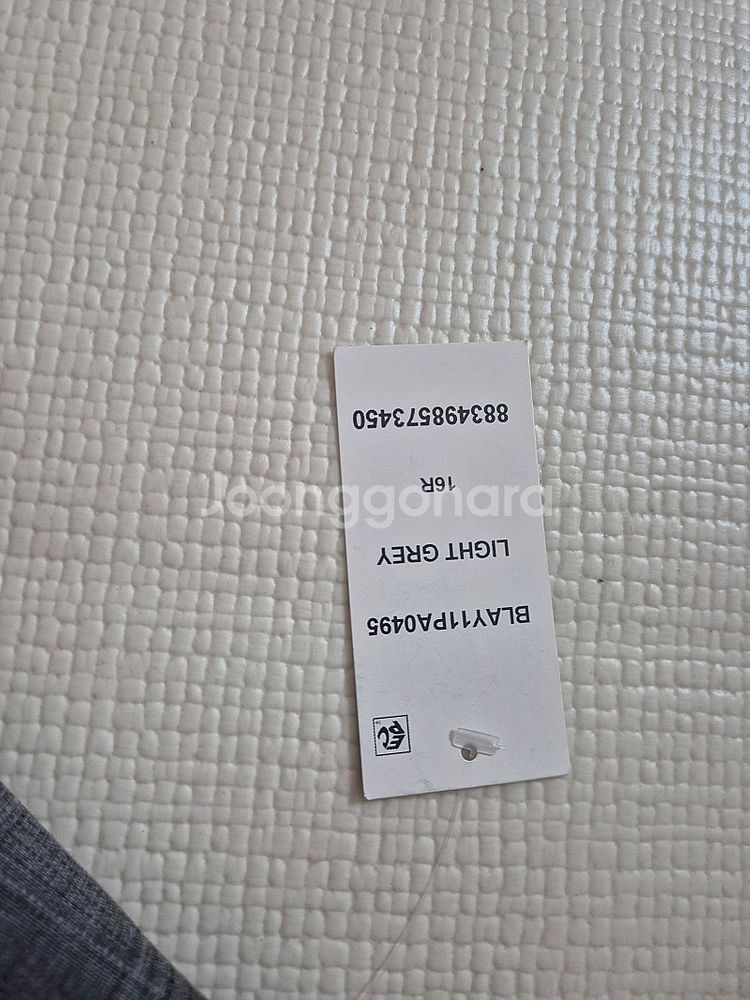 BLAY11PA0495
LIGHT GREY
16R
883498573450
Joonggonara